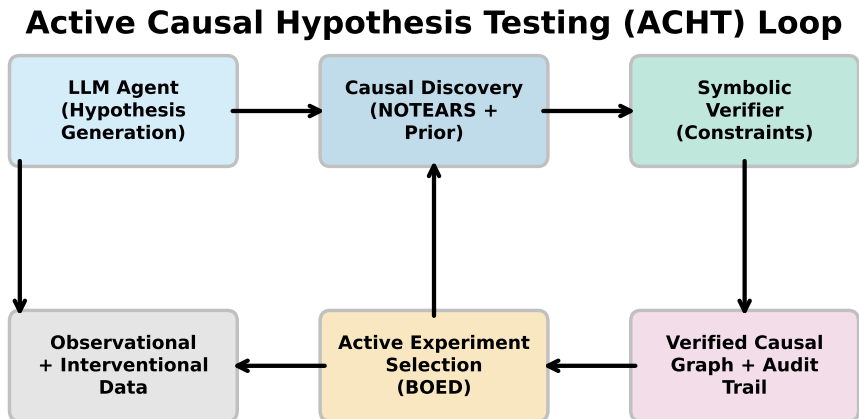 Active Causal Hypothesis Testing (ACHT) Loop
LLM Agent
(Hypothesis
Generation)
Causal Discovery
(NOTEARS +
Prior)
Symbolic
Verifier
(Constraints)
Observational
+ Interventional
Data
Active Experiment
Selection
(BOED)
Verified Causal
Graph + Audit
Trail